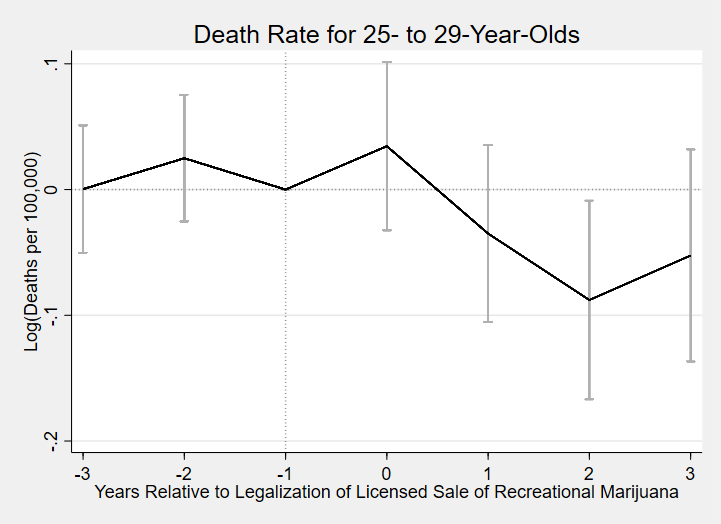 Death Rate for 25- to 29-Year-Olds
Log(Deaths per 100,000)
.1
0
-.1
-.2
-3 -2 -1 0 1 2 3
Years Relative to Legalization of Licensed Sale of Recreational Marijuana